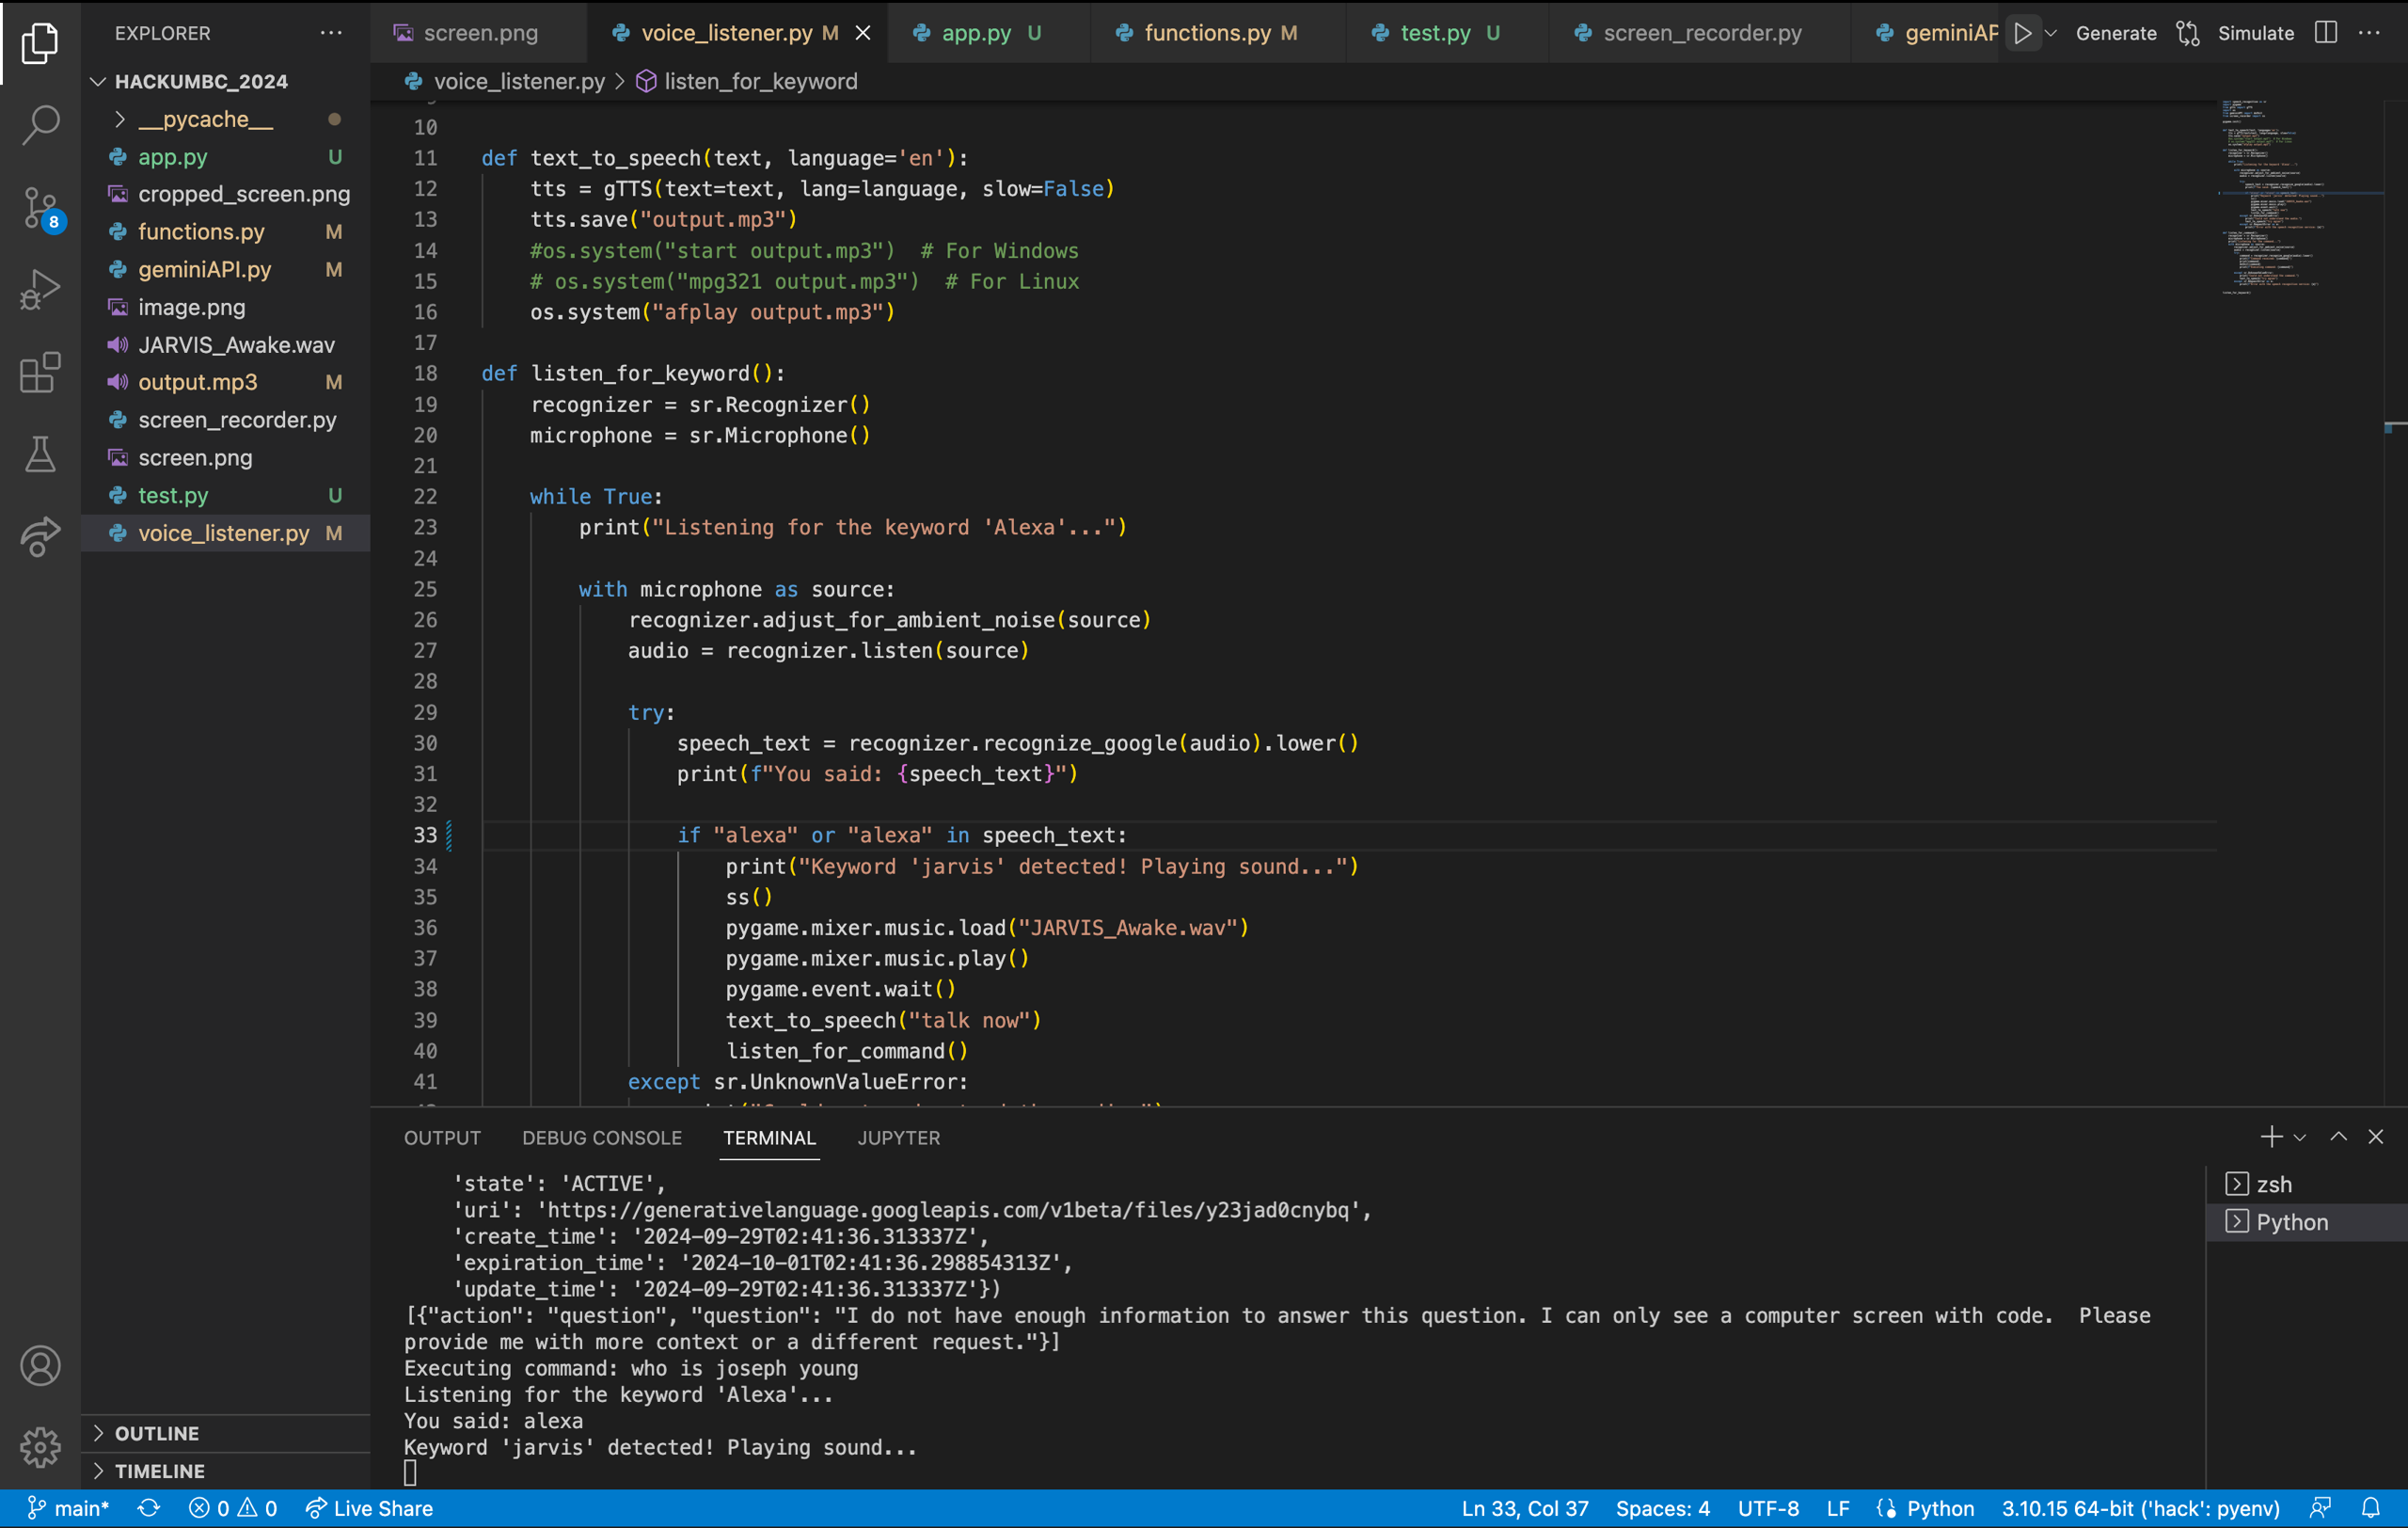 EXPLORER
HACKUMBC_2024
__pycache__
app.py U
cropped_screen.png
functions.py M
geminiAPI.py M
image.png
JARVIS_Awake.wav
output.mp3 M
screen_recorder.py
screen.png
test.py U
voice_listener.py M
OUTLINE
TIMELINE
8
screen.png voice_listener.py M app.py U functions.py M test.py U screen_recorder.py geminiAP Generate Simulate
voice_listener.py > listen_for_keyword
10
11 def text_to_speech(text, language='en'):
12 tts = gTTS(text=text, lang=language, slow=False)
13 tts.save("output.mp3")
14 #os.system("start output.mp3")  # For Windows
15 # os.system("mpg321 output.mp3")  # For Linux
16 os.system("afplay output.mp3")
17
18 def listen_for_keyword():
19 recognizer = sr.Recognizer()
20 microphone = sr.Microphone()
21
22 while True:
23 print("Listening for the keyword 'Alexa'...")
24
25 with microphone as source:
26 recognizer.adjust_for_ambient_noise(source)
27 audio = recognizer.listen(source)
28
29 try:
30 speech_text = recognizer.recognize_google(audio).lower()
31 print(f"You said: {speech_text}")
32
33 if "alexa" or "alexa" in speech_text:
34 print("Keyword 'jarvis' detected! Playing sound...")
35 ss()
36 pygame.mixer.music.load("JARVIS_Awake.wav")
37 pygame.mixer.music.play()
38 pygame.event.wait()
39 text_to_speech("talk now")
40 listen_for_command()
41 except sr.UnknownValueError:
OUTPUT DEBUG CONSOLE TERMINAL JUPYTER
'state': 'ACTIVE',
'uri': 'https://generativelanguage.googleapis.com/v1beta/files/y23jad0cnybq',
'create_time': '2024-09-29T02:41:36.313337Z',
'expiration_time': '2024-10-01T02:41:36.298854313Z',
'update_time': '2024-09-29T02:41:36.313337Z'})
[{"action": "question", "question": "I do not have enough information to answer this question. I can only see a computer screen with code.  Please
provide me with more context or a different request."}]
Executing command: who is joseph young
Listening for the keyword 'Alexa'...
You said: alexa
Keyword 'jarvis' detected! Playing sound...
zsh
Python
main* 0 0 Live Share Ln 33, Col 37 Spaces: 4 UTF-8 LF Python 3.10.15 64-bit ('hack': pyenv)